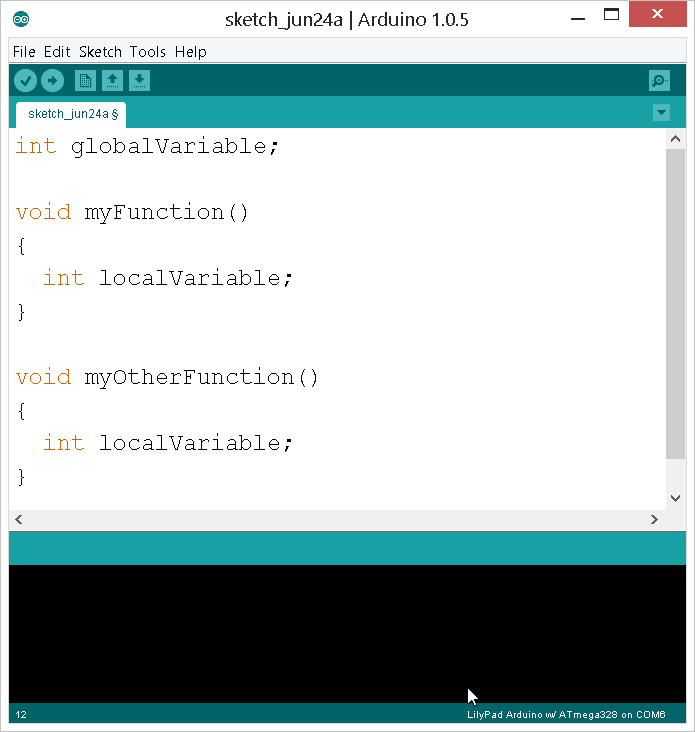 sketch_jun24a | Arduino 1.0.5
File Edit Sketch Tools Help
sketch_jun24a §
int globalVariable;
void myFunction()
{
  int localVariable;
}
void myOtherFunction()
{
  int localVariable;
}
12
LilyPad Arduino w/ ATmega328 on COM6